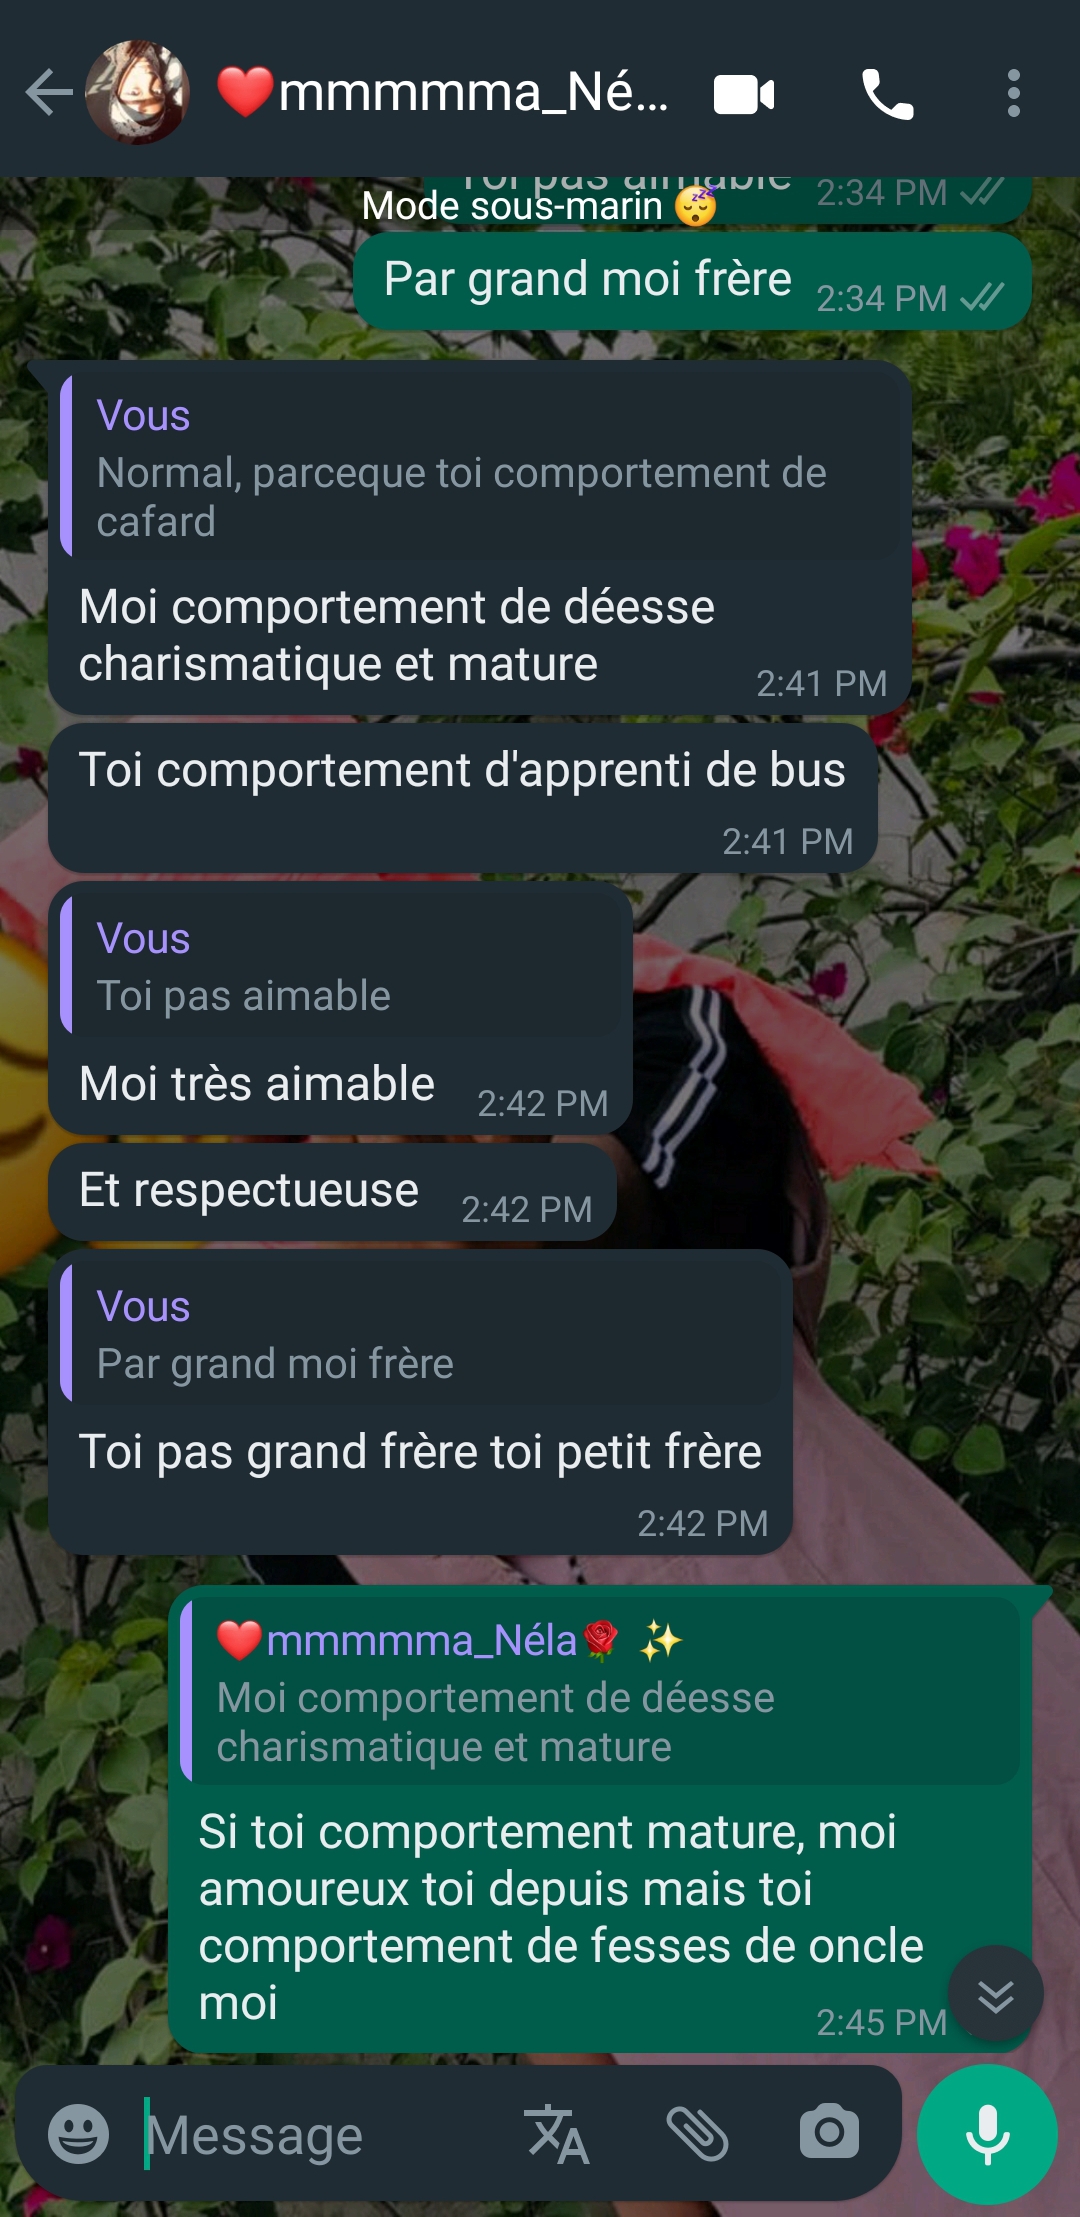 ❤️mmmmma_Né...
Toi pas aimable 2:34 PM
Mode sous-marin 😴
Par grand moi frère 2:34 PM
Vous
Normal, parceque toi comportement de
cafard
Moi comportement de déesse
charismatique et mature 2:41 PM
Toi comportement d'apprenti de bus
2:41 PM
Vous
Toi pas aimable
Moi très aimable 2:42 PM
Et respectueuse 2:42 PM
Vous
Par grand moi frère
Toi pas grand frère toi petit frère
2:42 PM
❤️mmmmma_Néla🌹 ✨
Moi comportement de déesse
charismatique et mature
Si toi comportement mature, moi
amoureux toi depuis mais toi
comportement de fesses de oncle
moi 2:45 PM
Message